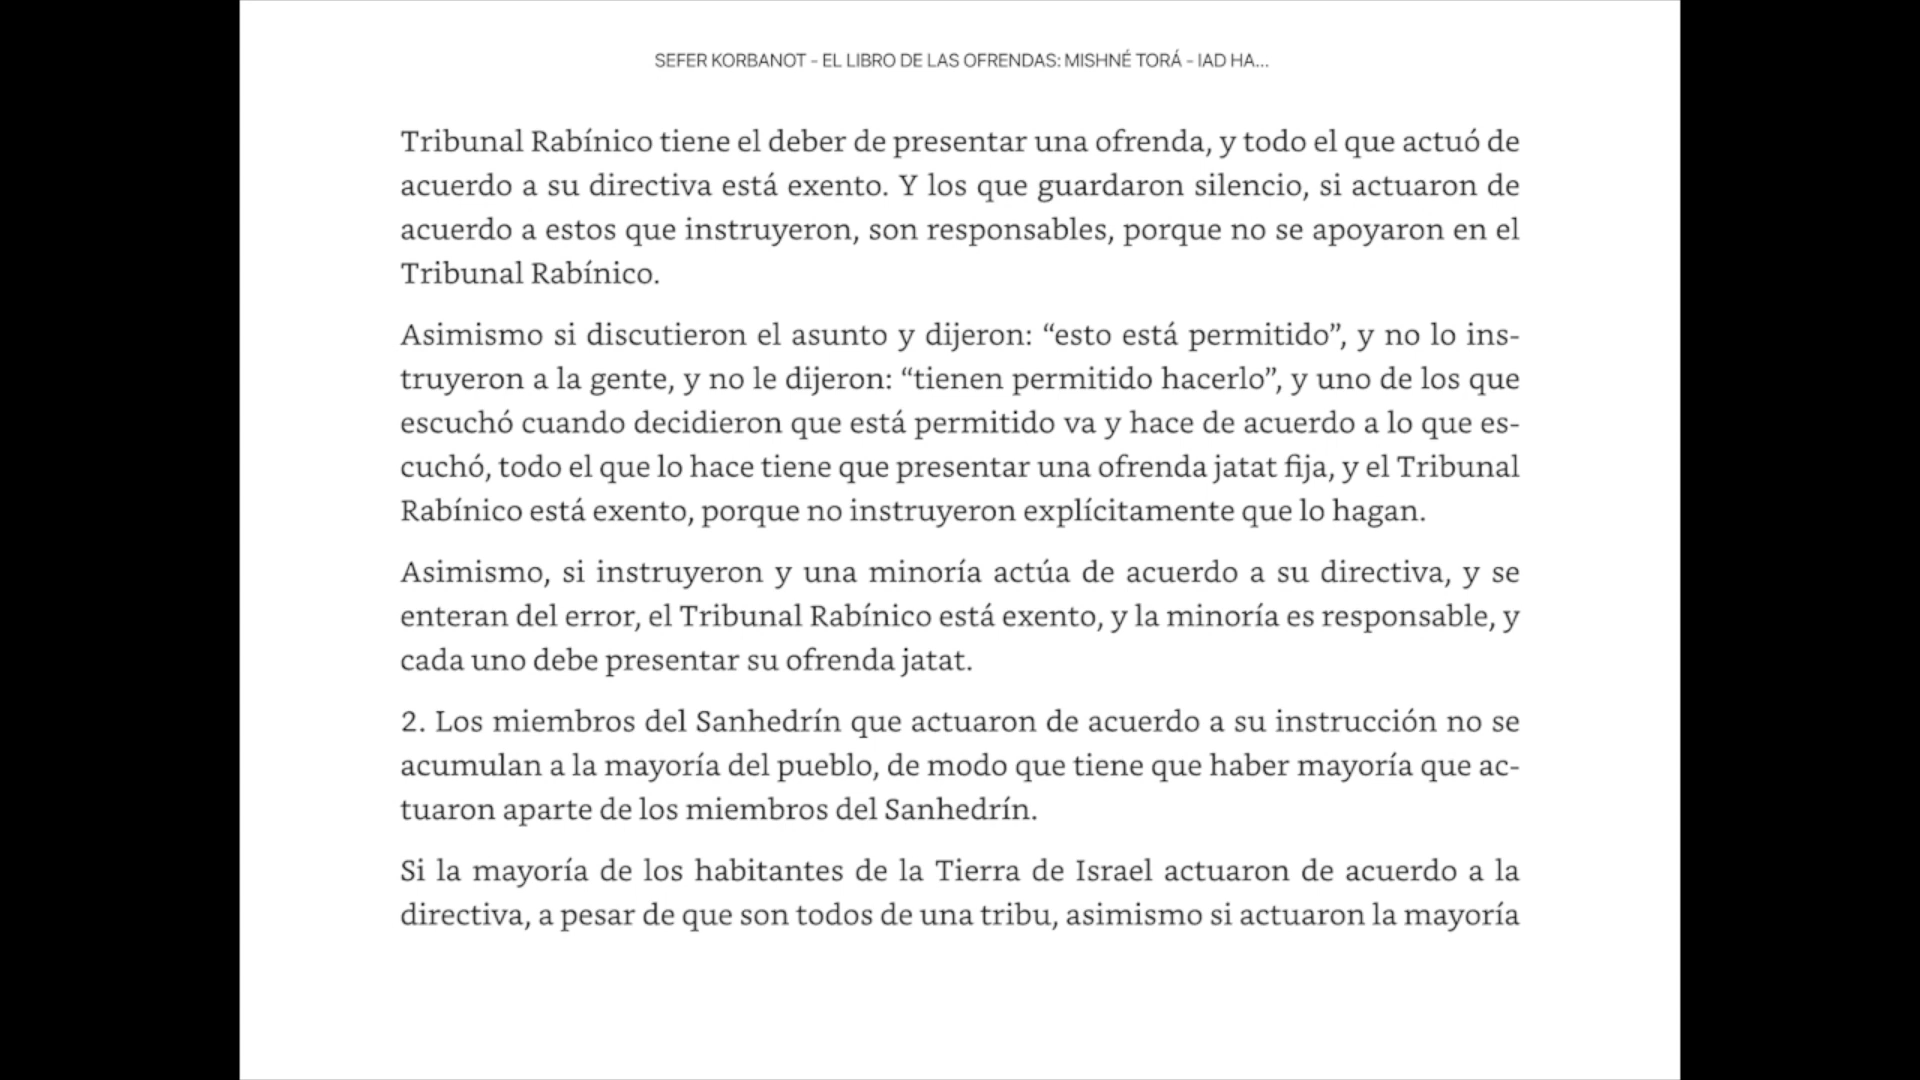 SEFER KORBANOT - EL LIBRO DE LAS OFRENDAS: MISHNÉ TORÁ - IAD HA...
Tribunal Rabínico tiene el deber de presentar una ofrenda, y todo el que actuó de
acuerdo a su directiva está exento. Y los que guardaron silencio, si actuaron de
acuerdo a estos que instruyeron, son responsables, porque no se apoyaron en el
Tribunal Rabínico.
Asimismo si discutieron el asunto y dijeron: “esto está permitido”, y no lo ins-
truyeron a la gente, y no le dijeron: “tienen permitido hacerlo”, y uno de los que
escuchó cuando decidieron que está permitido va y hace de acuerdo a lo que es-
cuchó, todo el que lo hace tiene que presentar una ofrenda jatat fija, y el Tribunal
Rabínico está exento, porque no instruyeron explícitamente que lo hagan.
Asimismo, si instruyeron y una minoría actúa de acuerdo a su directiva, y se
enteran del error, el Tribunal Rabínico está exento, y la minoría es responsable, y
cada uno debe presentar su ofrenda jatat.
2. Los miembros del Sanhedrín que actuaron de acuerdo a su instrucción no se
acumulan a la mayoría del pueblo, de modo que tiene que haber mayoría que ac-
tuaron aparte de los miembros del Sanhedrín.
Si la mayoría de los habitantes de la Tierra de Israel actuaron de acuerdo a la
directiva, a pesar de que son todos de una tribu, asimismo si actuaron la mayoría